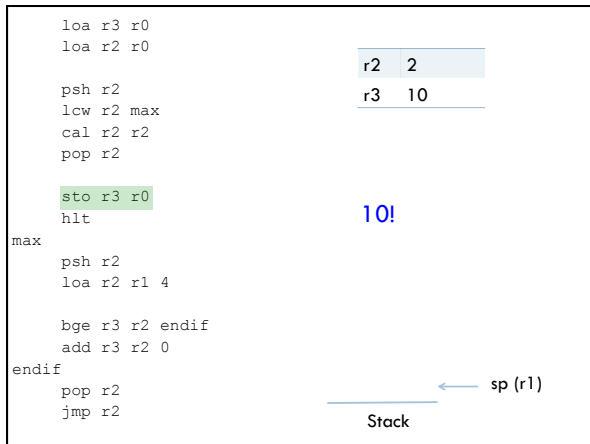 loa r3 r0
loa r2 r0
psh r2
lcw r2 max
cal r2 r2
pop r2
sto r3 r0
hlt
max
psh r2
loa r2 r1 4
bge r3 r2 endif
add r3 r2 0
endif
pop r2
jmp r2
r2 2
r3 10
10!
sp (r1)
Stack